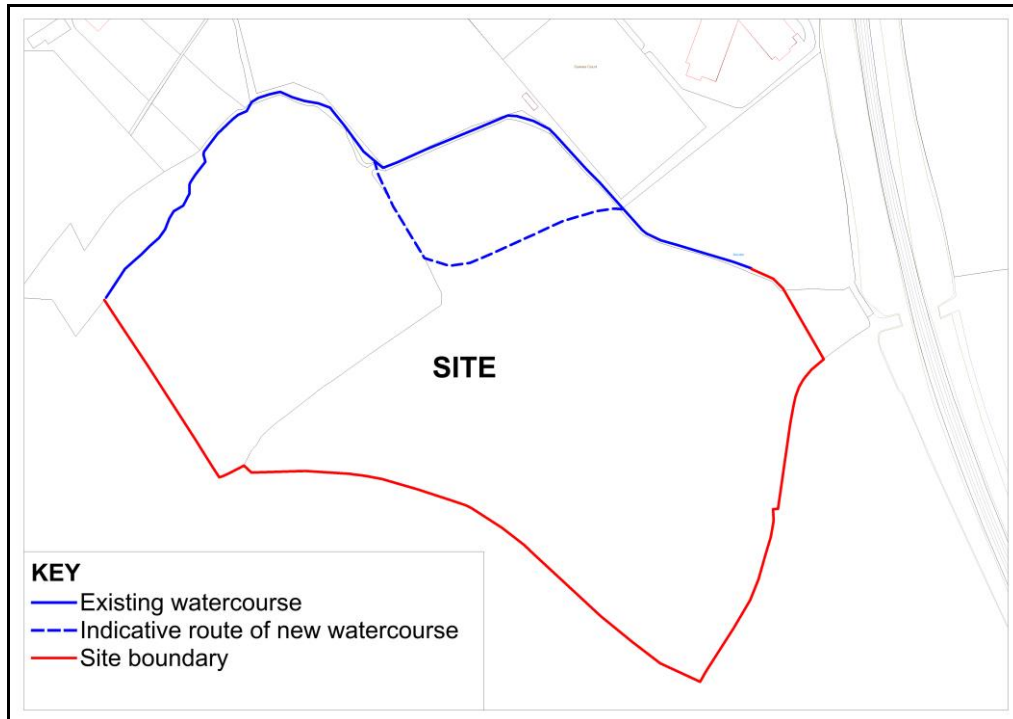 SITE
KEY
Existing watercourse
Indicative route of new watercourse
Site boundary